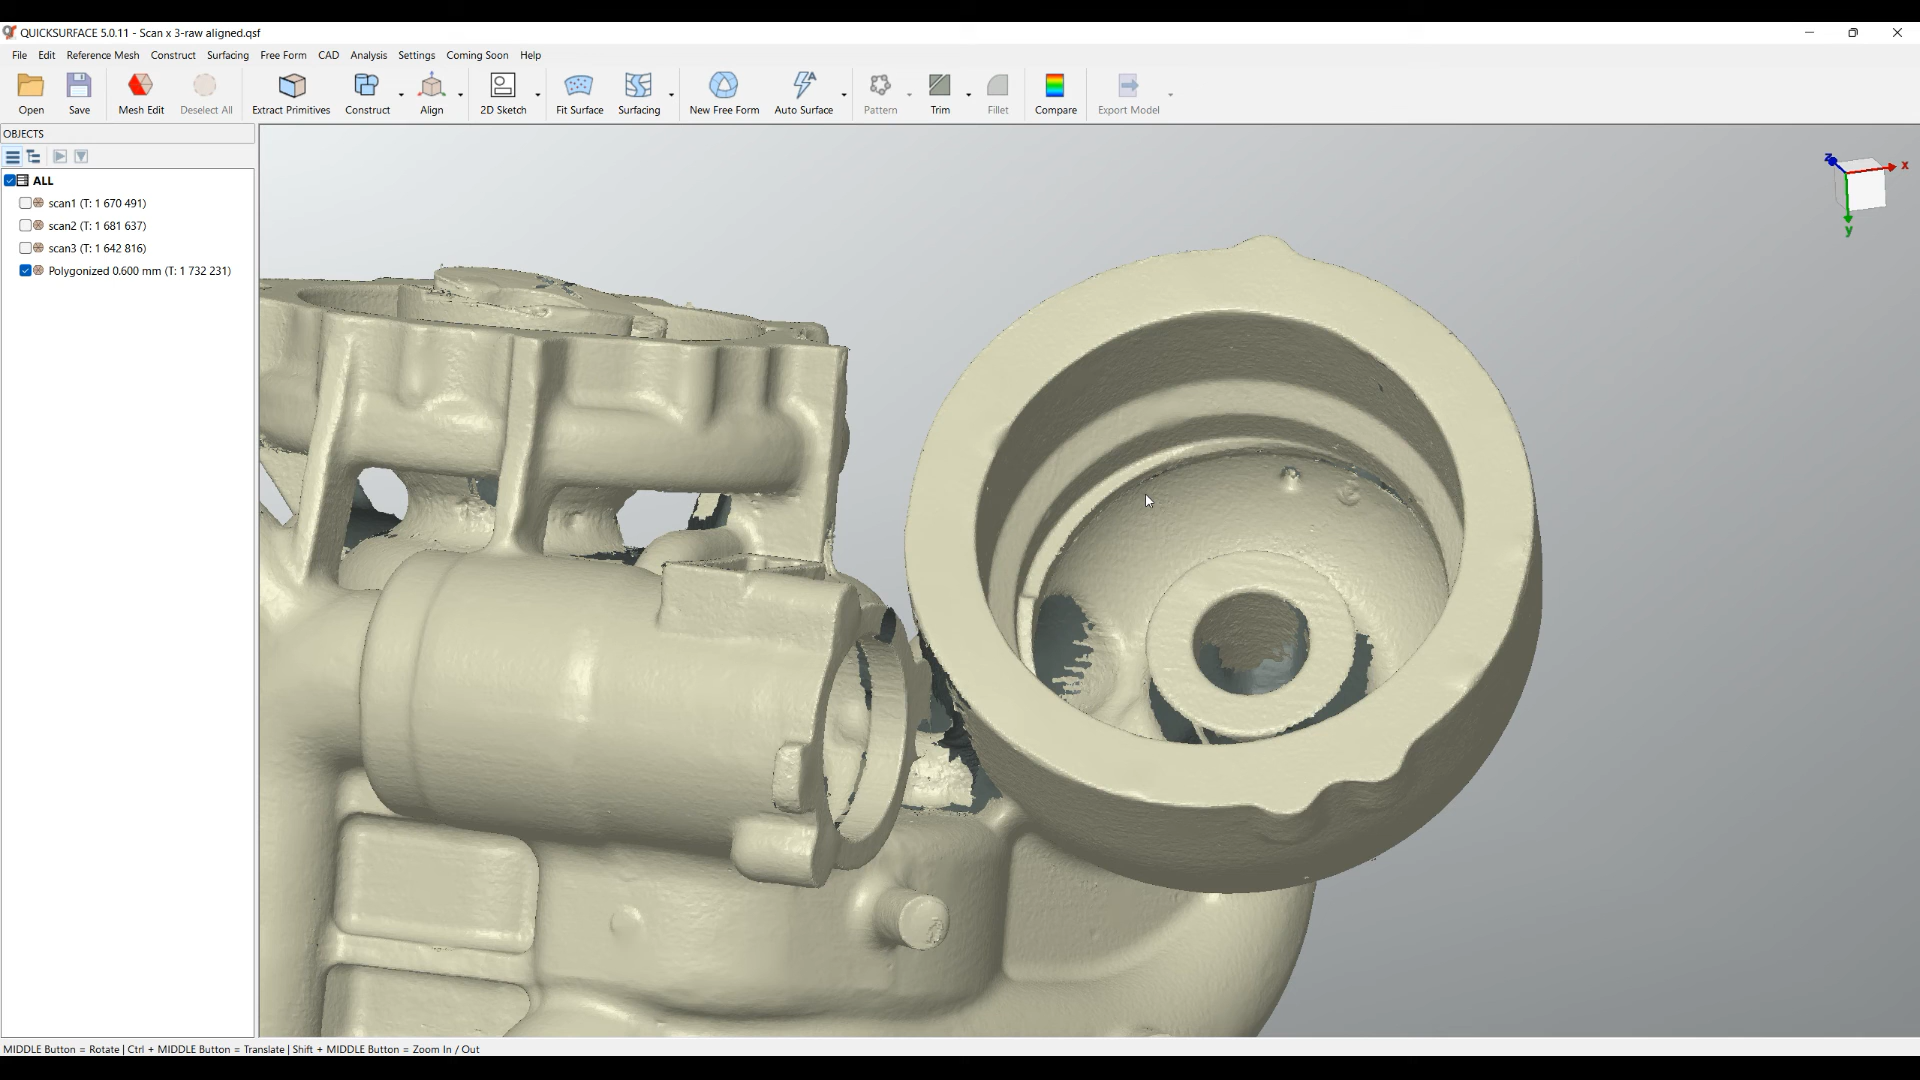 QUICKSURFACE 5.0.11 - Scan x 3-raw aligned.qsf
File Edit Reference Mesh Construct Surfacing Free Form CAD Analysis Settings Coming Soon Help
Open Save Mesh Edit Deselect All Extract Primitives Construct Align 2D Sketch Fit Surface Surfacing New Free Form Auto Surface Pattern Trim Fillet Compare Export Model
OBJECTS
ALL
scan1 (T: 1 670 491)
scan2 (T: 1 681 637)
scan3 (T: 1 642 816)
Polygonized 0.600 mm (T: 1 732 231)
z
x
y
MIDDLE Button = Rotate | Ctrl + MIDDLE Button = Translate | Shift + MIDDLE Button = Zoom In / Out